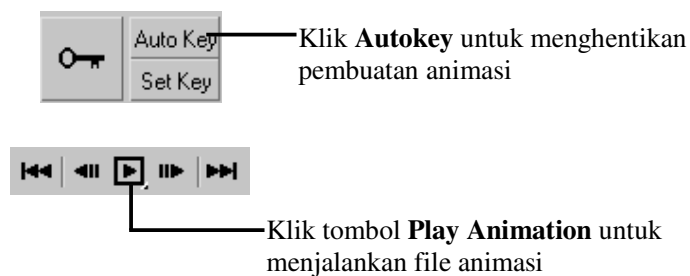 Auto Key
Set Key
Klik Autokey untuk menghentikan
pembuatan animasi
Klik tombol Play Animation untuk
menjalankan file animasi